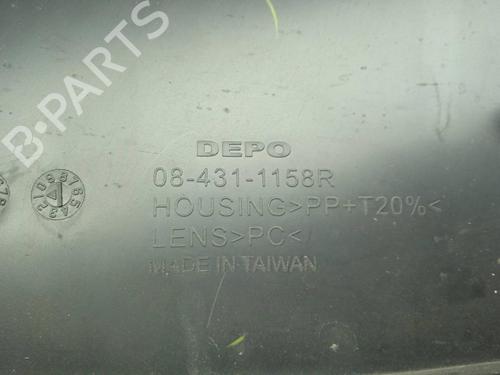 B-PARTS
DEPO
08-431-1158R
HOUSING>PP+T20%<
LENS>PC<
MADE IN TAIWAN